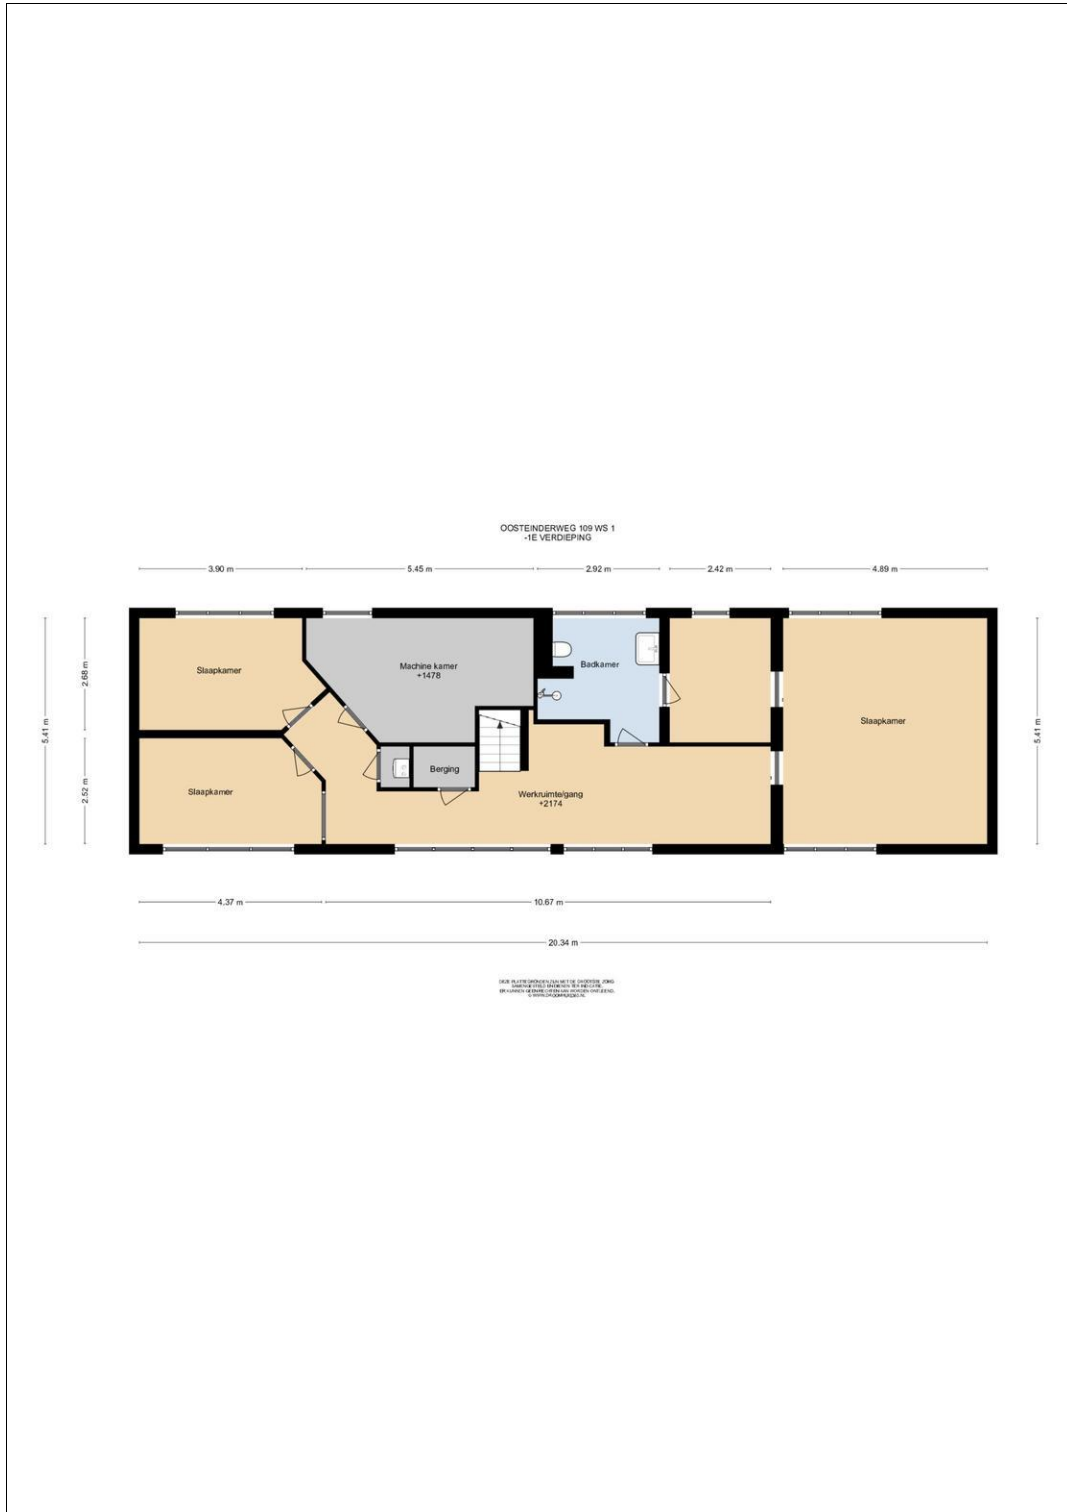 OOSTEINDERWEG 109 WS 1
-1E VERDIEPING
3.90 m
5.45 m
2.92 m
2.42 m
4.89 m
5.41 m
2.68 m
2.52 m
5.41 m
Slaapkamer
Machine kamer
+1478
Badkamer
Slaapkamer
Slaapkamer
Berging
Werkruimte/gang
+2174
4.37 m
10.67 m
20.34 m